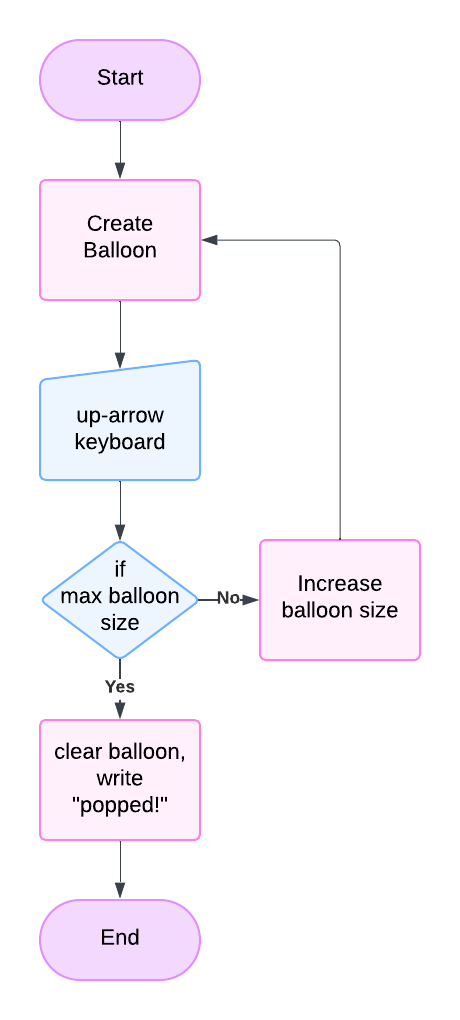 Start
Create
Balloon
up-arrow
keyboard
if
max balloon
size
No
Increase
balloon size
Yes
clear balloon,
write
"popped!"
End